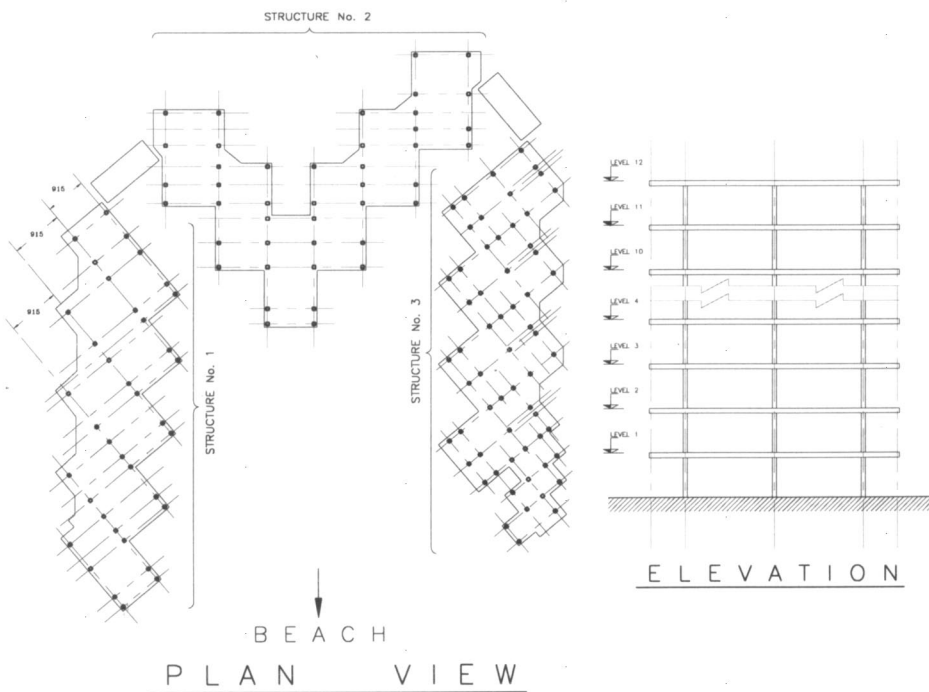 STRUCTURE No. 2
915
915
915
STRUCTURE No. 1
STRUCTURE No. 3
BEACH
PLAN VIEW
LEVEL 12
LEVEL 11
LEVEL 10
LEVEL 4
LEVEL 3
LEVEL 2
LEVEL 1
ELEVATION